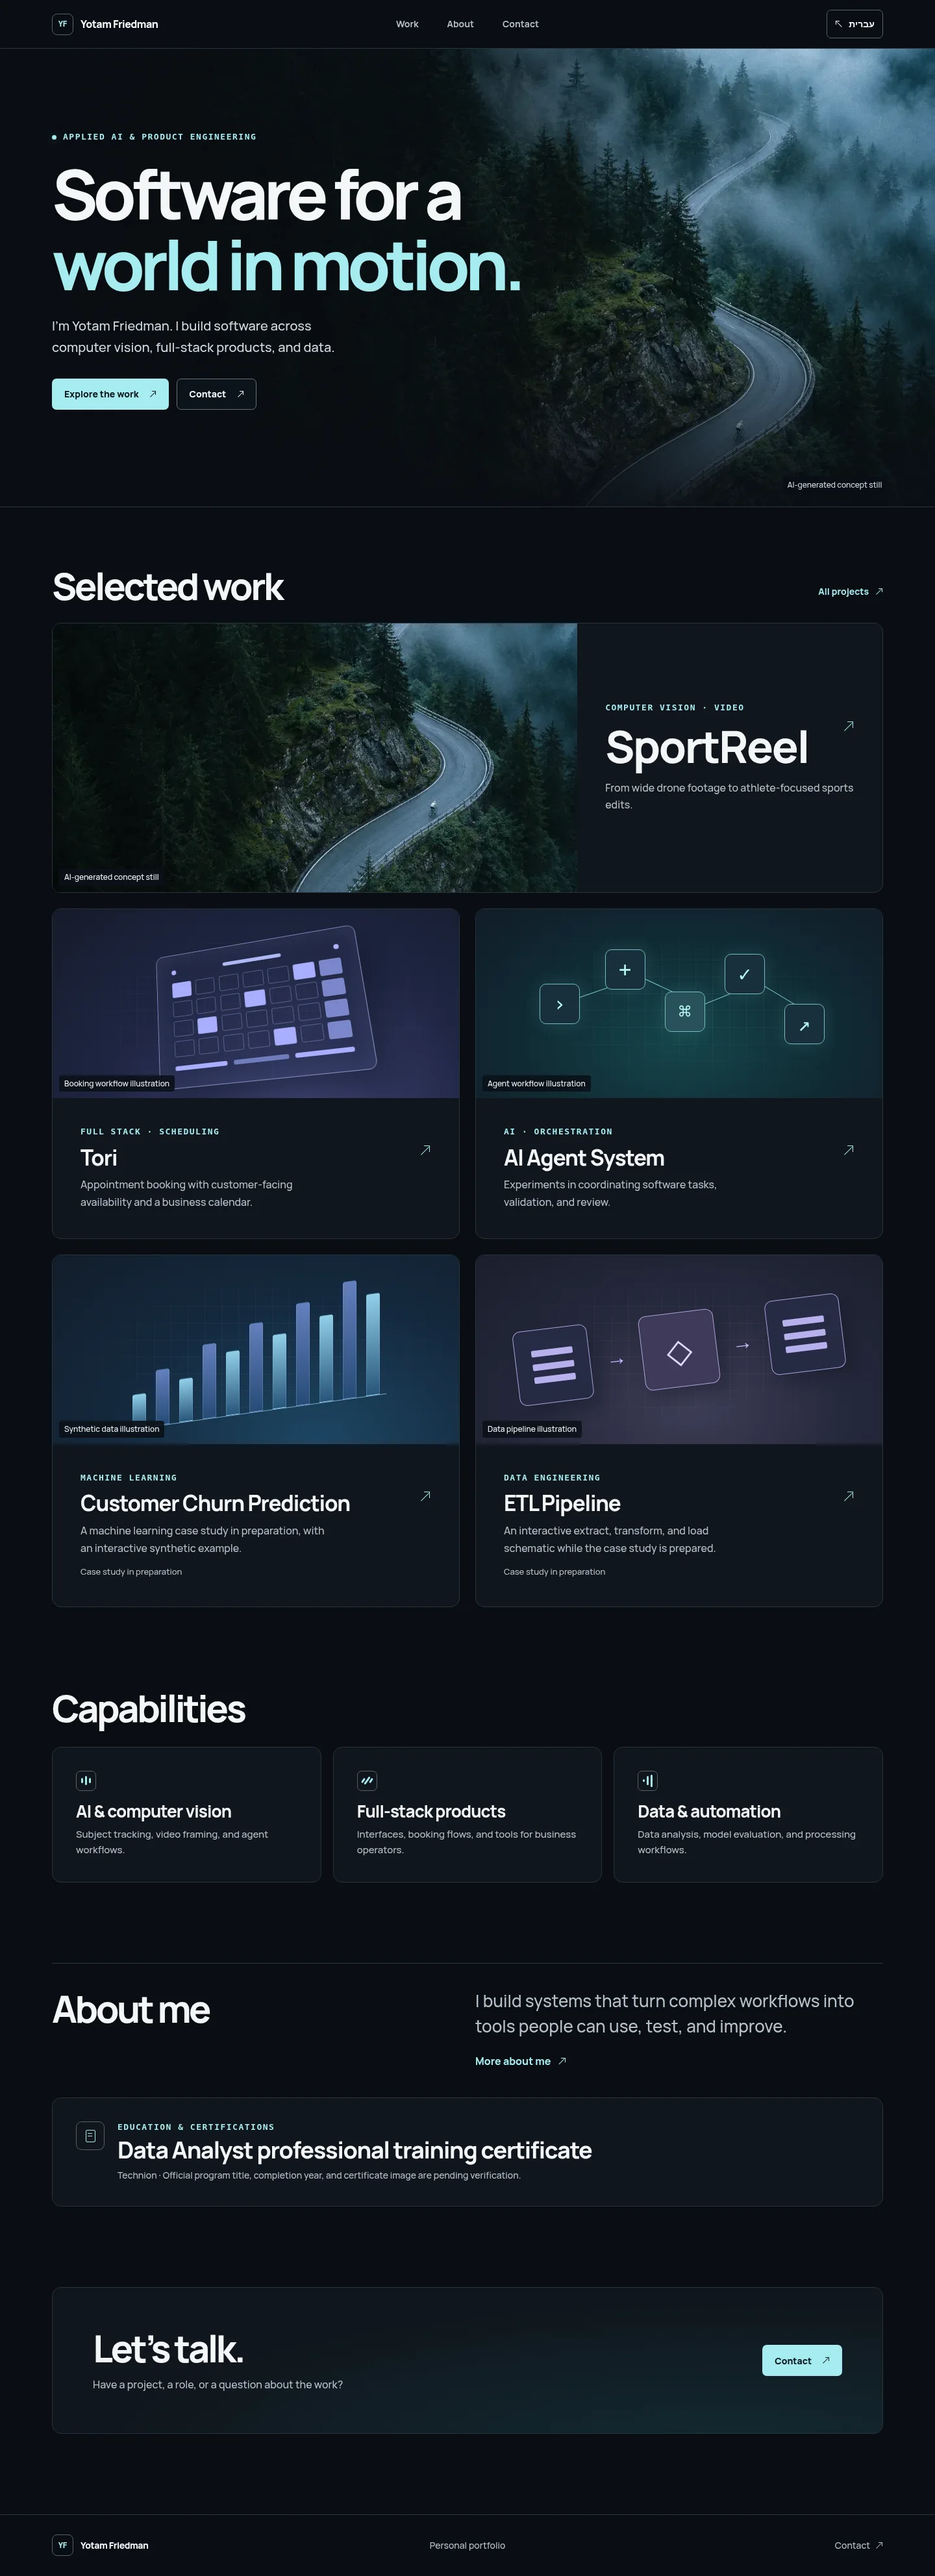 YF Yotam Friedman
Work
About
Contact
עברית
APPLIED AI & PRODUCT ENGINEERING
Software for a
world in motion.
I'm Yotam Friedman. I build software across
computer vision, full-stack products, and data.
Explore the work
Contact
AI-generated concept still
Selected work
All projects
COMPUTER VISION · VIDEO
SportReel
From wide drone footage to athlete-focused sports
edits.
AI-generated concept still
Booking workflow illustration
FULL STACK · SCHEDULING
Tori
Appointment booking with customer-facing
availability and a business calendar.
Agent workflow illustration
AI · ORCHESTRATION
AI Agent System
Experiments in coordinating software tasks,
validation, and review.
Synthetic data illustration
MACHINE LEARNING
Customer Churn Prediction
A machine learning case study in preparation, with
an interactive synthetic example.
Case study in preparation
Data pipeline illustration
DATA ENGINEERING
ETL Pipeline
An interactive extract, transform, and load
schematic while the case study is prepared.
Case study in preparation
Capabilities
AI & computer vision
Subject tracking, video framing, and agent
workflows.
Full-stack products
Interfaces, booking flows, and tools for business
operators.
Data & automation
Data analysis, model evaluation, and processing
workflows.
About me
I build systems that turn complex workflows into
tools people can use, test, and improve.
More about me
EDUCATION & CERTIFICATIONS
Data Analyst professional training certificate
Technion · Official program title, completion year, and certificate image are pending verification.
Let's talk.
Have a project, a role, or a question about the work?
Contact
YF Yotam Friedman
Personal portfolio
Contact